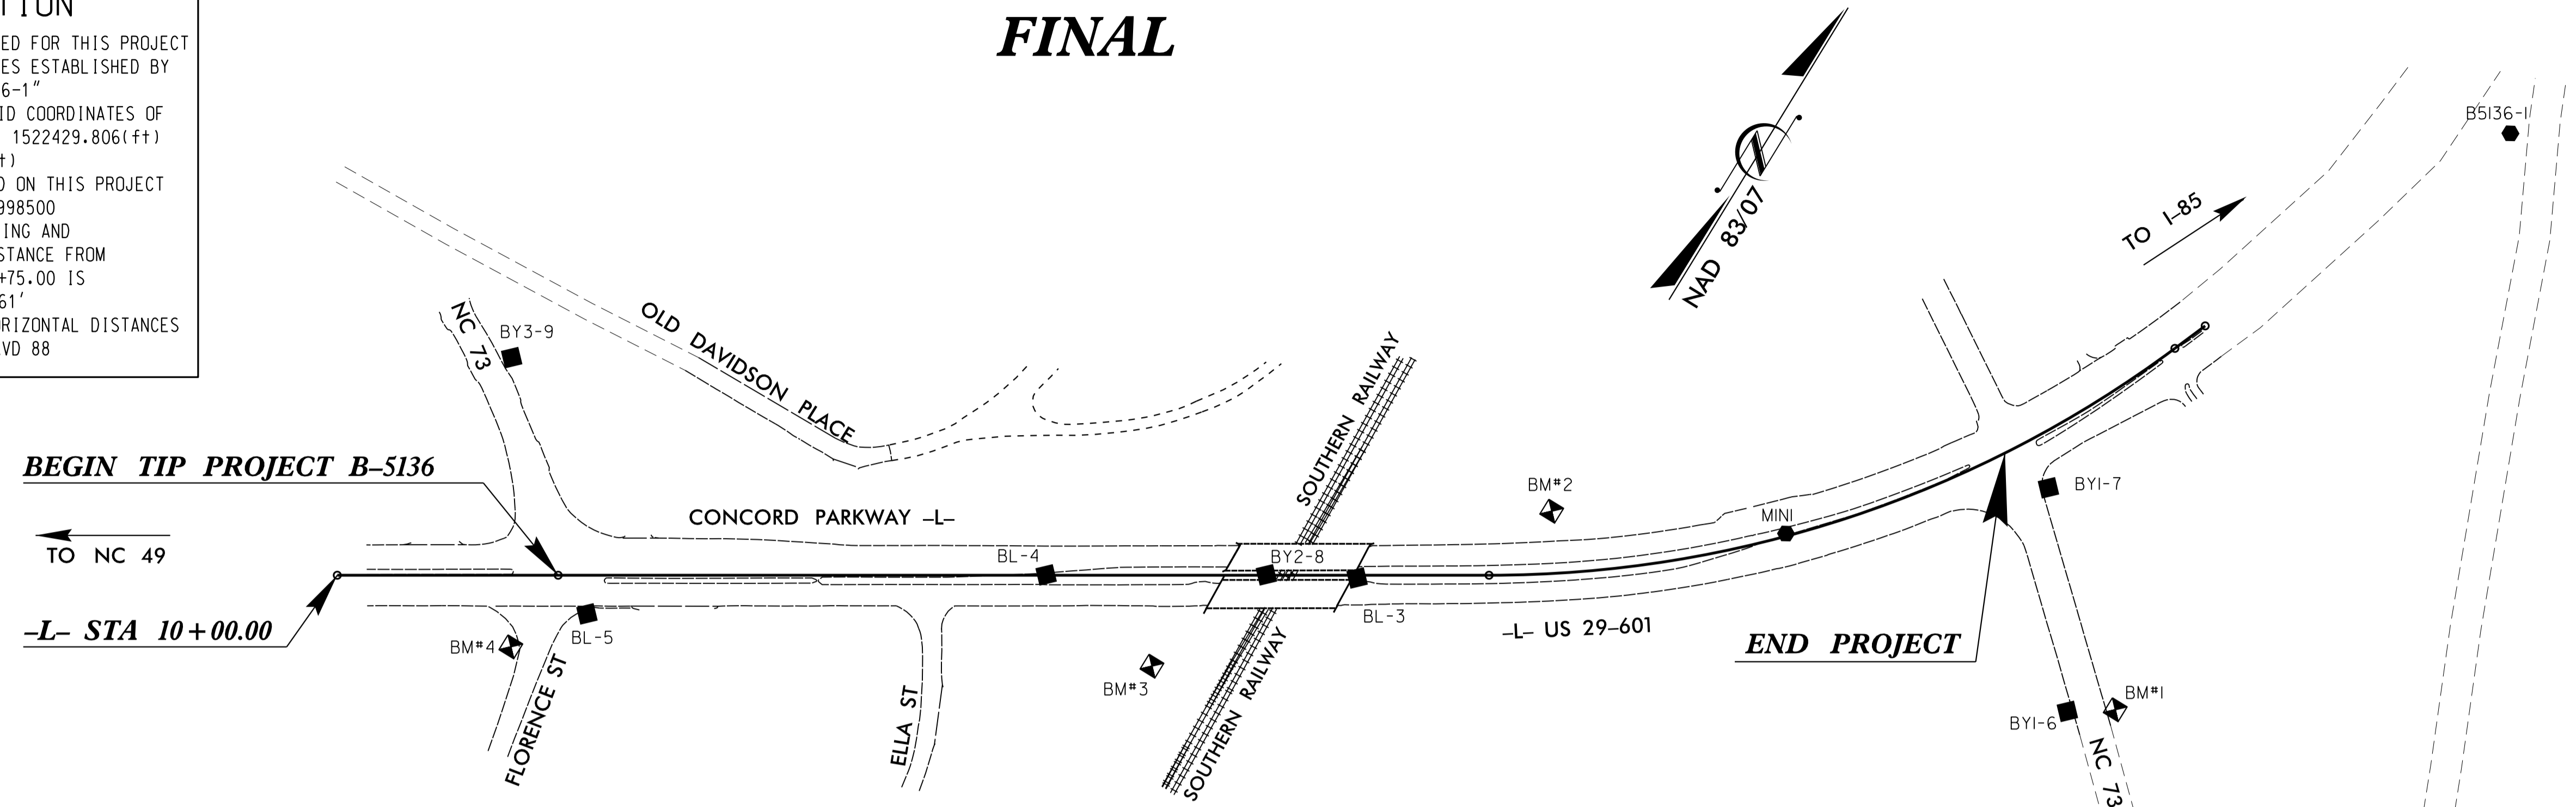 FINAL
ED FOR THIS PROJECT
ES ESTABLISHED BY
6-1"
ID COORDINATES OF
1522429.806(ft)
t)
ON THIS PROJECT
998500
ING AND
STANCE FROM
+75.00 IS
61'
ORIZONTAL DISTANCES
VD 88
NAD 83/07
B5136-1
TO I-85
NC 73
BY3-9
OLD DAVIDSON PLACE
SOUTHERN RAILWAY
BEGIN TIP PROJECT B-5136
BM#2
BY1-7
CONCORD PARKWAY -L-
MINI
TO NC 49
BL-4
BY2-8
-L- STA 10+00.00
BL-5
BL-3
-L- US 29-601
END PROJECT
BM#4
FLORENCE ST
ELLA ST
BM#3
SOUTHERN RAILWAY
BM#1
BY1-6
NC 73